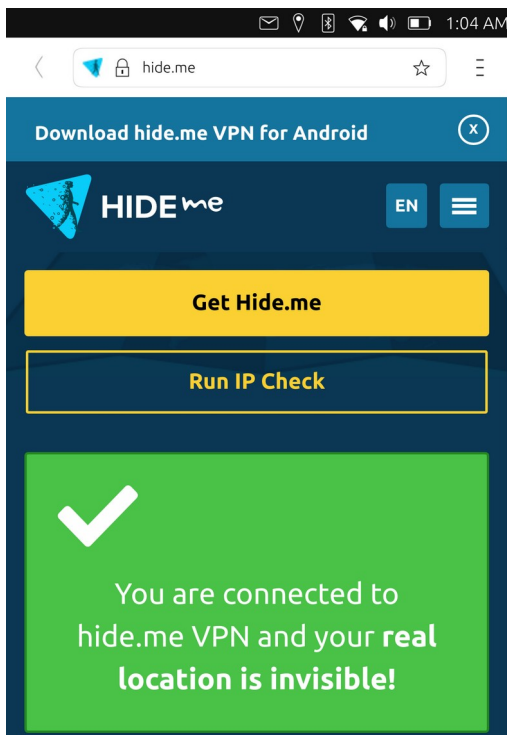 1:04 AM
hide.me
Download hide.me VPN for Android
X
HIDE me
EN
Get Hide.me
Run IP Check
You are connected to
hide.me VPN and your real
location is invisible!